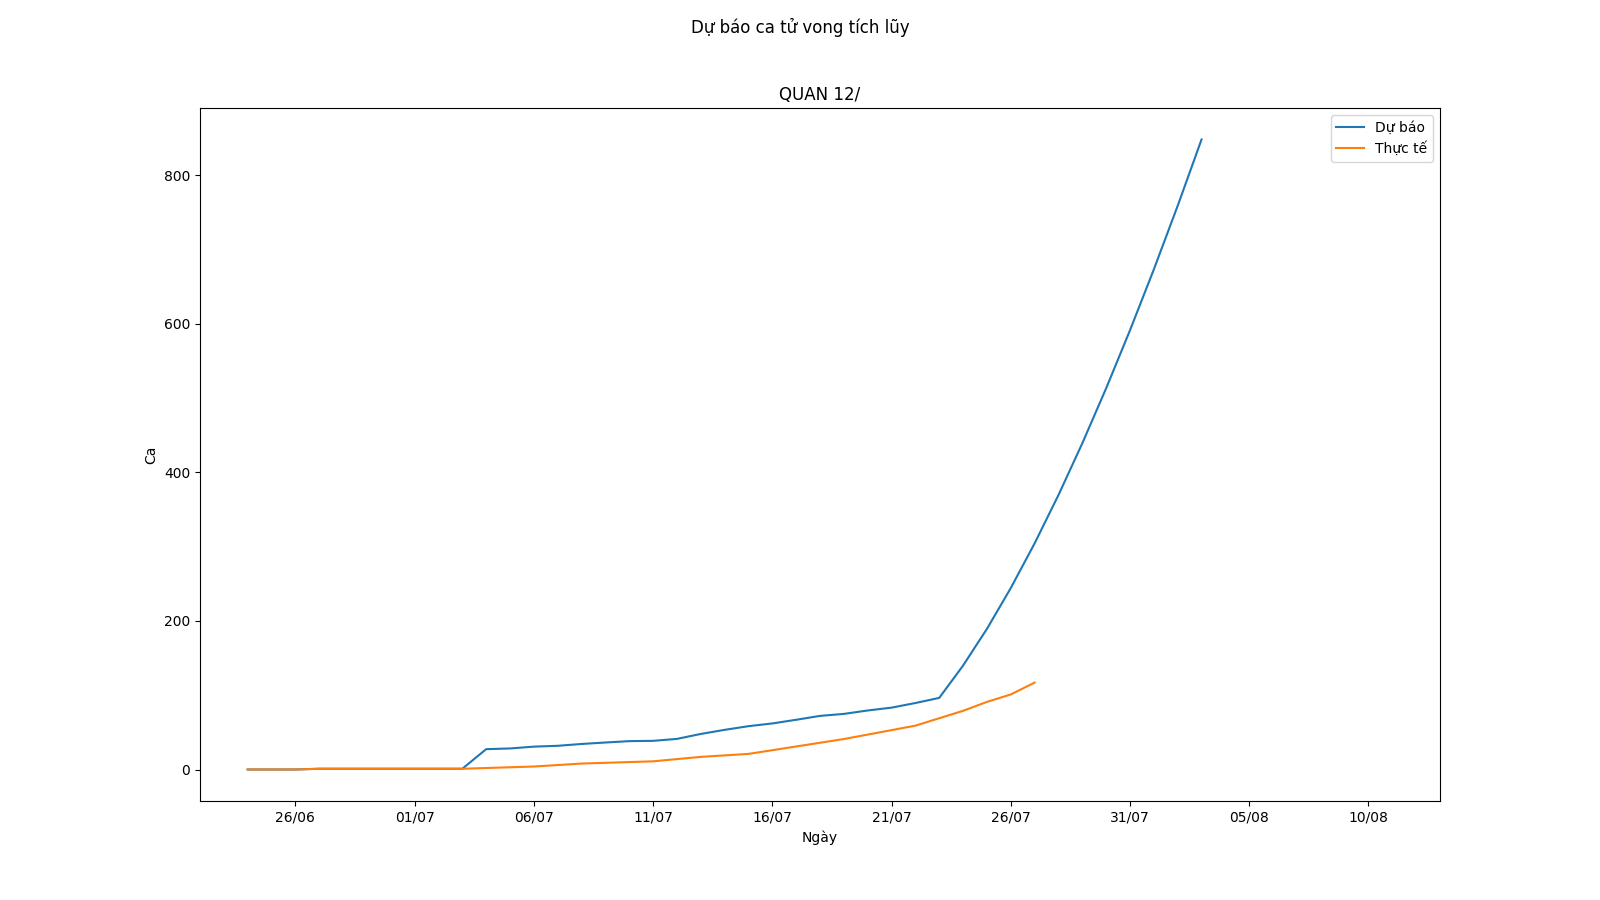 Dự báo ca tử vong tích lũy
QUAN 12/
Dự báo
Thực tế
800
600
400
200
0
Ca
26/06
01/07
06/07
11/07
16/07
21/07
26/07
31/07
05/08
10/08
Ngày